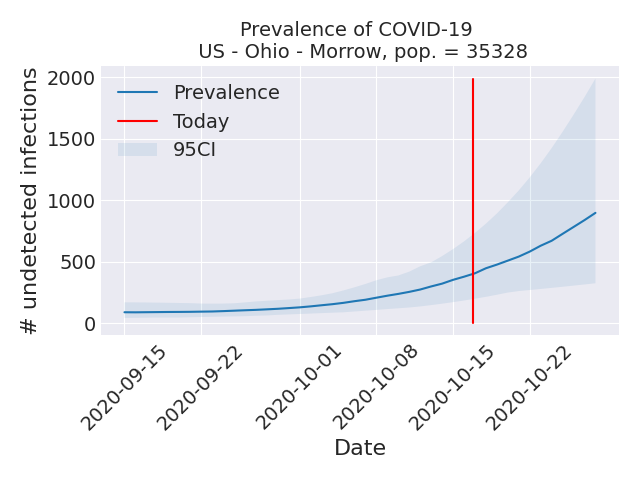 Prevalence of COVID-19
US - Ohio - Morrow, pop. = 35328
# undetected infections
2000
1500
1000
500
0
Prevalence
Today
95CI
2020-09-15
2020-09-22
2020-10-01
2020-10-08
2020-10-15
2020-10-22
Date